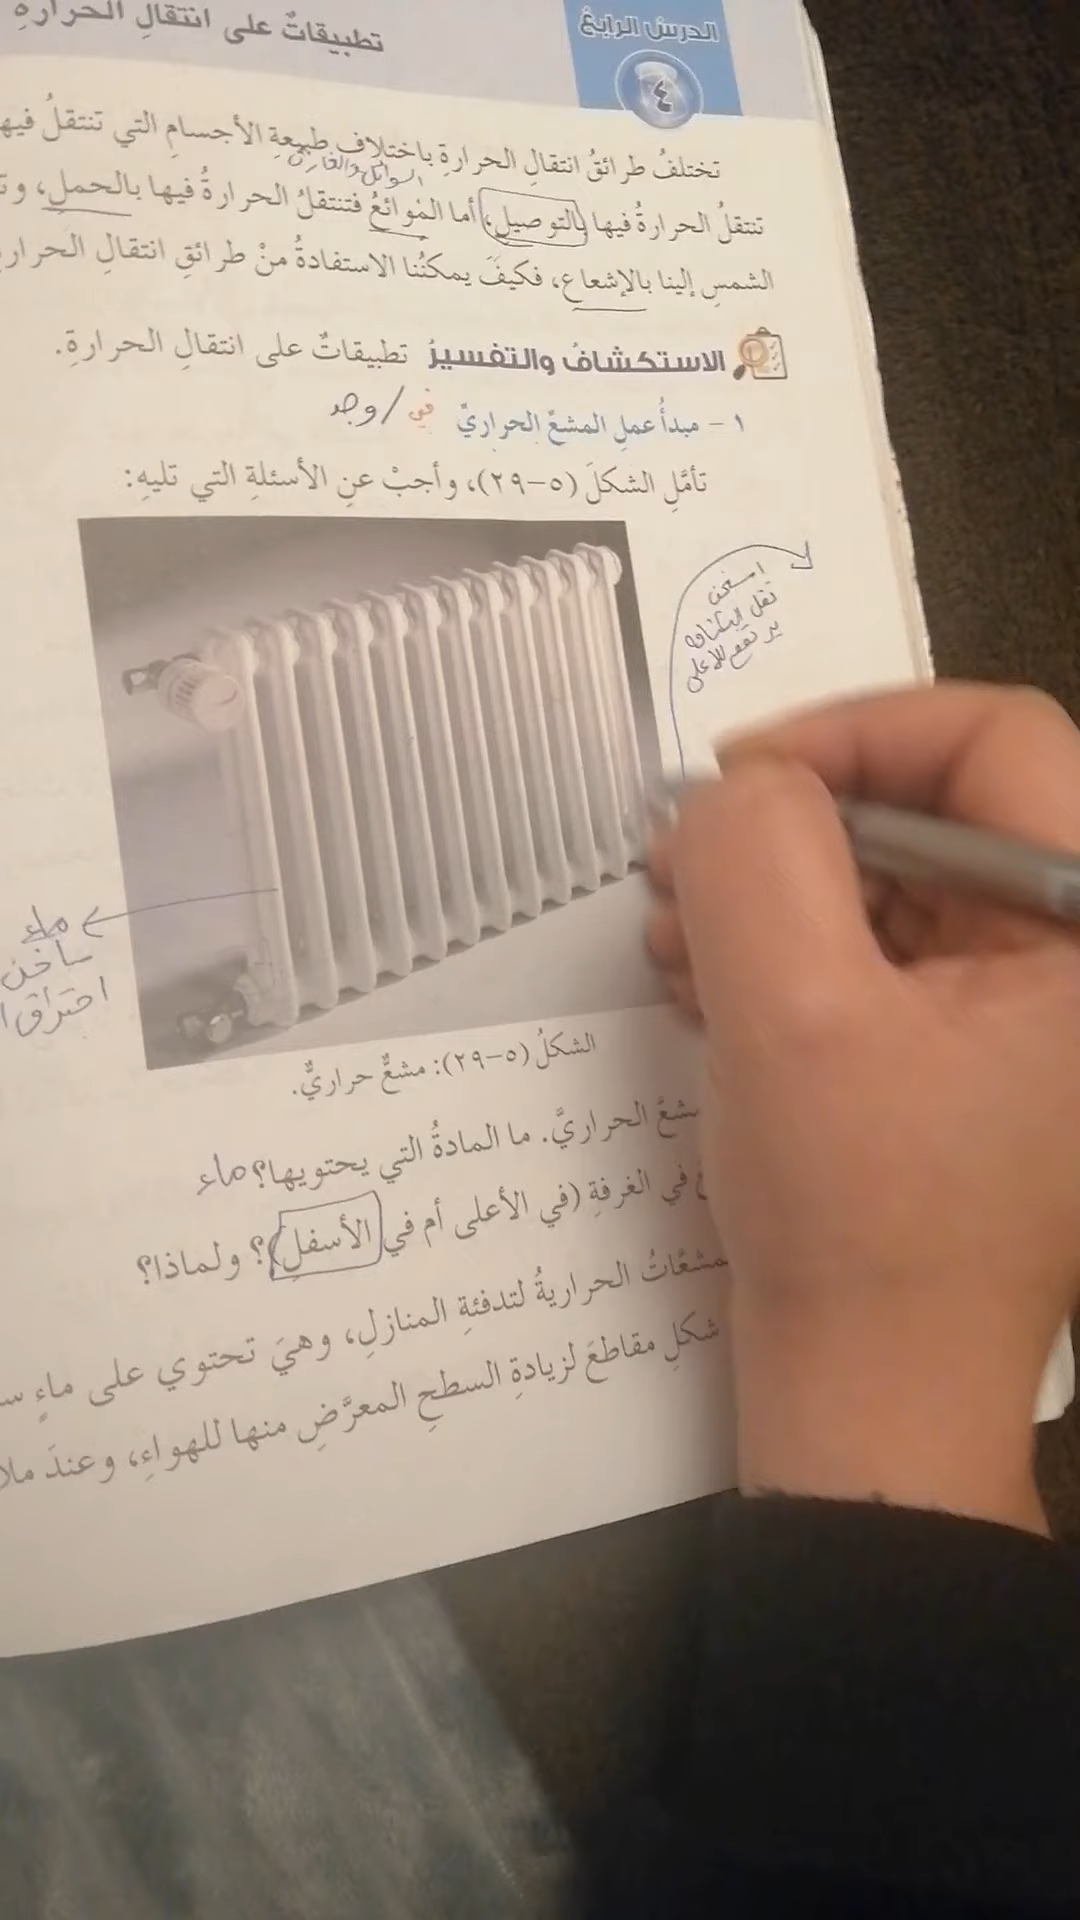 الدرس الرابع
٤
تطبيقاتٌ على انتقالِ الحرارةِ
تختلفُ طرائقُ انتقالِ الحرارةِ باختلافِ طبيعةِ الأجسامِ التي تنتقلُ فيها
السوائل والغازات
تنتقلُ الحرارةُ فيها بالتوصيلِ، أما الموائعُ فتنتقلُ الحرارةُ فيها بالحملِ،
الشمسِ إلينا بالإشعاعِ، فكيفَ يمكنُنا الاستفادةُ منْ طرائقِ انتقالِ
الاستكشافُ والتفسيرُ تطبيقاتٌ على انتقالِ الحرارةِ.
١ - مبدأُ عملِ المشعِّ الحراريِّ في / وجد
تأمَّلِ الشكلَ (٥-٢٩)، وأجبْ عنِ الأسئلةِ التي تليهِ:
تقل الكثافة
يرتفع للأعلى
ماء
ساخن
احتراق
الشكلُ (٥-٢٩): مشعٌّ حراريٌّ.
الحراريَّ. ما المادةُ التي يحتويها؟ ماء
في الغرفةِ (في الأعلى أم في الأسفلِ)؟ ولماذا؟
الحراريةُ لتدفئةِ المنازلِ، وهيَ تحتوي على ماءٍ
شكلِ مقاطعَ لزيادةِ السطحِ المعرَّضِ منها للهواءِ، وعندَ